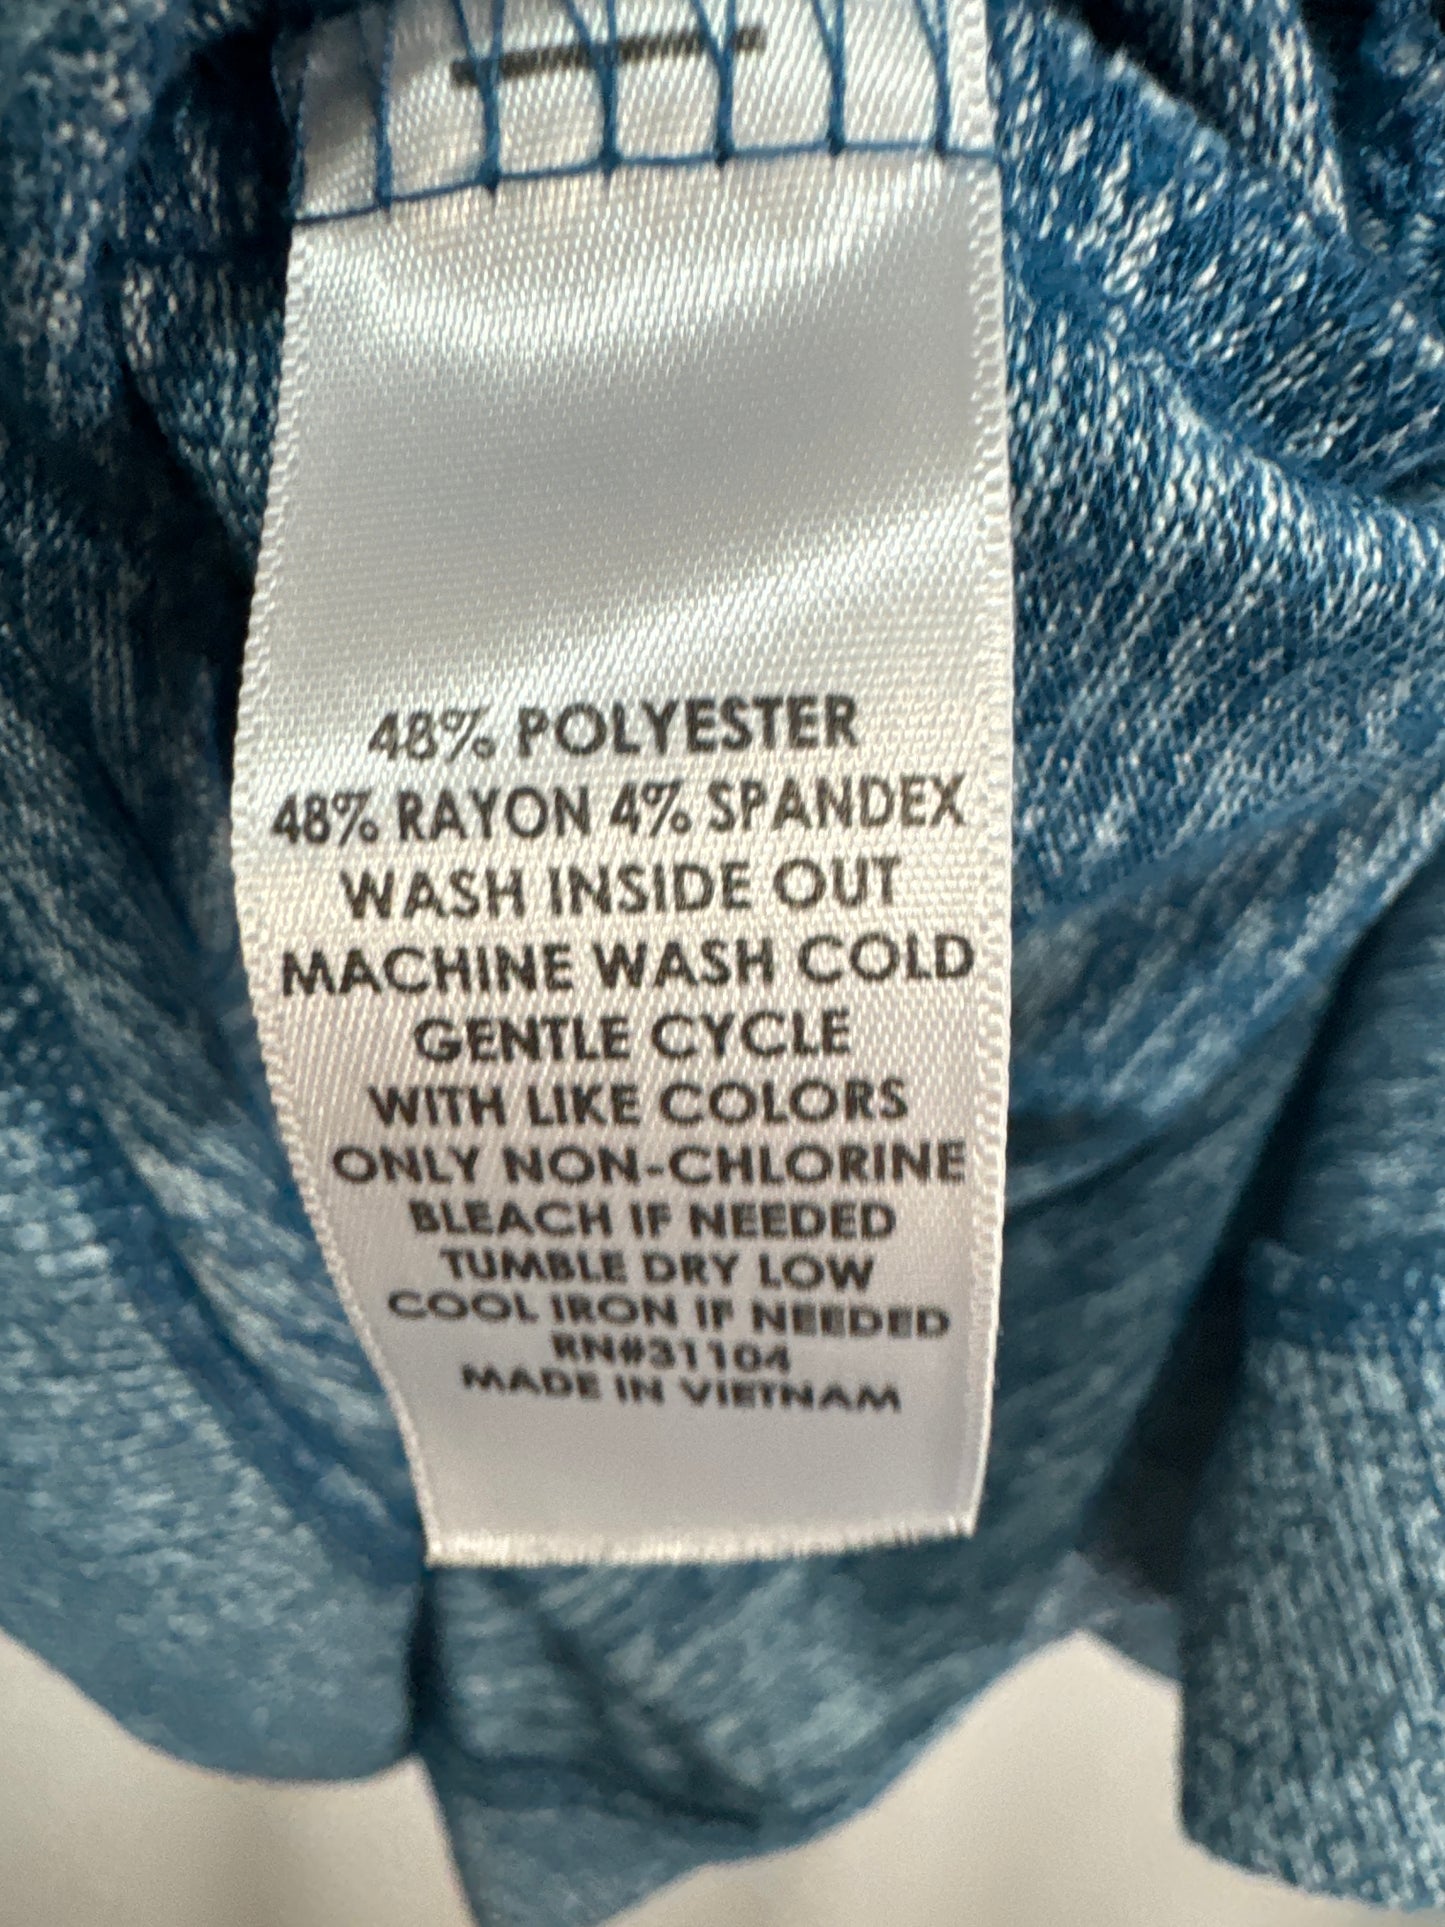 48% POLYESTER
48% RAYON 4% SPANDEX
WASH INSIDE OUT
MACHINE WASH COLD
GENTLE CYCLE
WITH LIKE COLORS
ONLY NON-CHLORINE
BLEACH IF NEEDED
TUMBLE DRY LOW
COOL IRON IF NEEDED
RN#31104
MADE IN VIETNAM